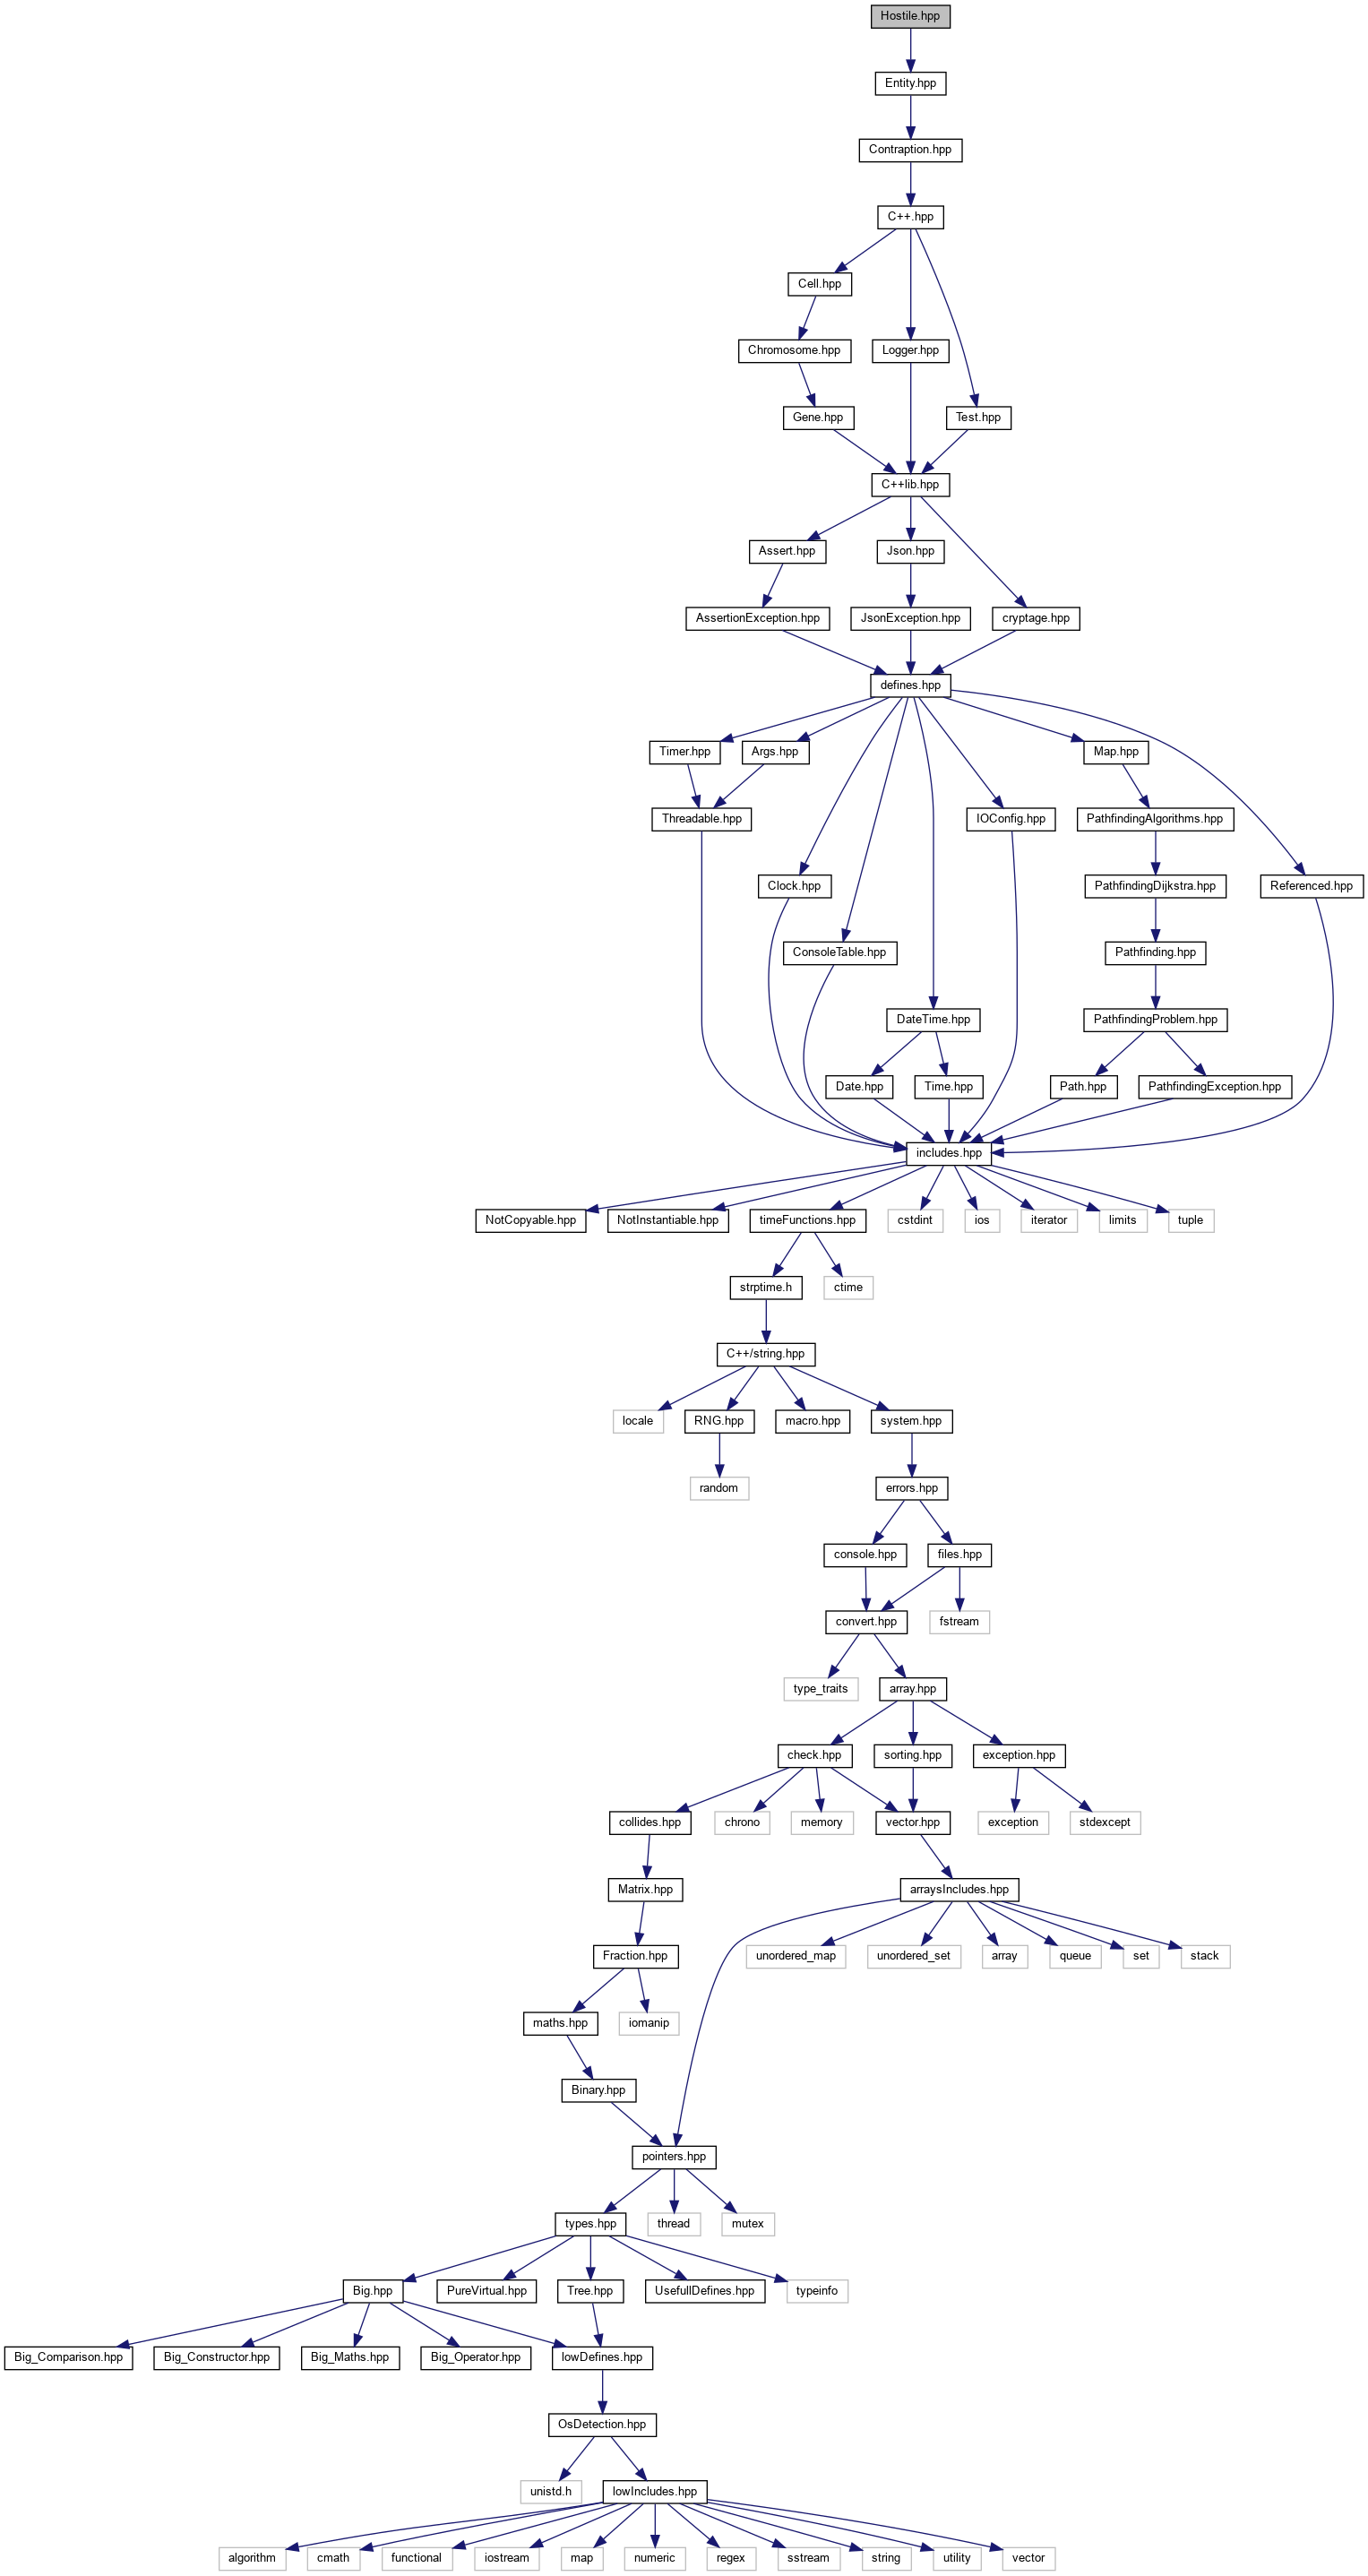 Hostile.hpp
Entity.hpp
Contraption.hpp
C++.hpp
Cell.hpp
Chromosome.hpp
Logger.hpp
Gene.hpp
Test.hpp
C++lib.hpp
Assert.hpp
Json.hpp
AssertionException.hpp
JsonException.hpp
cryptage.hpp
defines.hpp
Timer.hpp
Args.hpp
Map.hpp
Threadable.hpp
IOConfig.hpp
PathfindingAlgorithms.hpp
Clock.hpp
PathfindingDijkstra.hpp
Referenced.hpp
ConsoleTable.hpp
Pathfinding.hpp
DateTime.hpp
PathfindingProblem.hpp
Date.hpp
Time.hpp
Path.hpp
PathfindingException.hpp
includes.hpp
NotCopyable.hpp
NotInstantiable.hpp
timeFunctions.hpp
cstdint
ios
iterator
limits
tuple
strptime.h
ctime
C++/string.hpp
locale
RNG.hpp
macro.hpp
system.hpp
random
errors.hpp
console.hpp
files.hpp
convert.hpp
fstream
type_traits
array.hpp
check.hpp
sorting.hpp
exception.hpp
collides.hpp
chrono
memory
vector.hpp
exception
stdexcept
Matrix.hpp
arraysIncludes.hpp
Fraction.hpp
unordered_map
unordered_set
array
queue
set
stack
maths.hpp
iomanip
Binary.hpp
pointers.hpp
types.hpp
thread
mutex
Big.hpp
PureVirtual.hpp
Tree.hpp
UsefullDefines.hpp
typeinfo
Big_Comparison.hpp
Big_Constructor.hpp
Big_Maths.hpp
Big_Operator.hpp
lowDefines.hpp
OsDetection.hpp
unistd.h
lowIncludes.hpp
algorithm
cmath
functional
iostream
map
numeric
regex
sstream
string
utility
vector